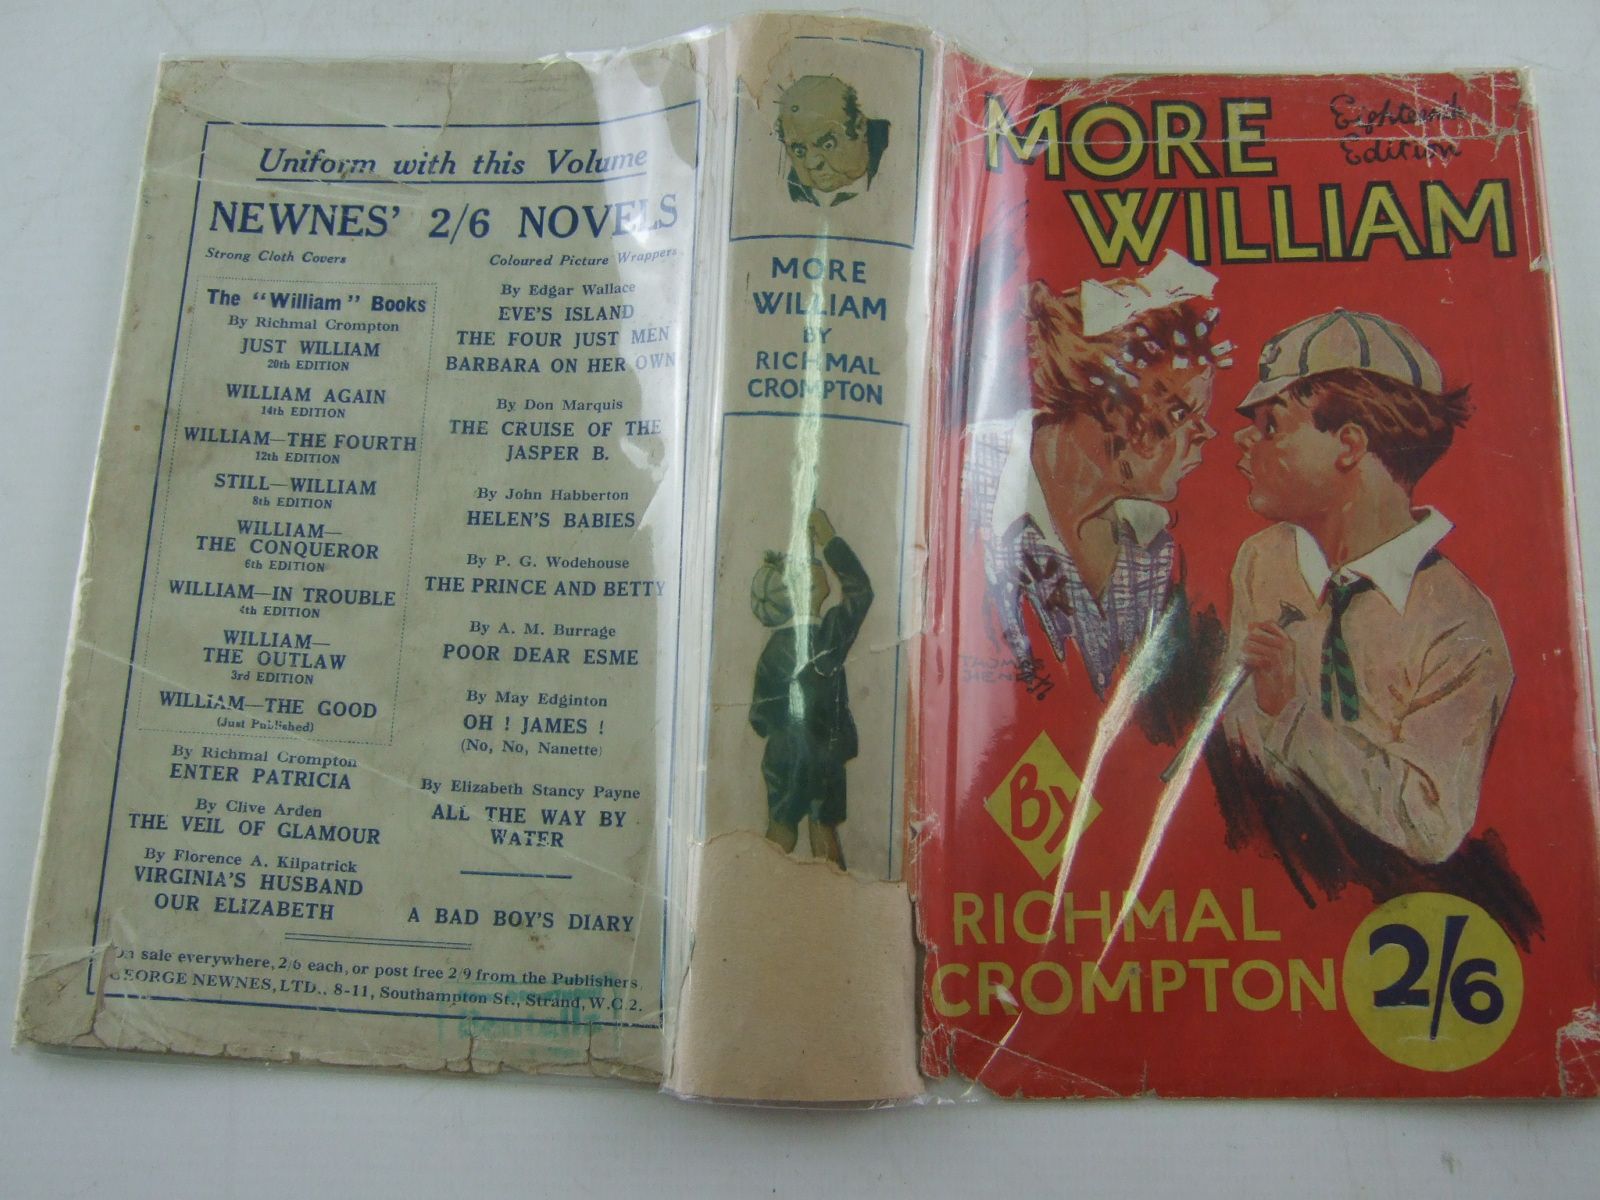 Uniform with this Volume
NEWNES' 2/6 NOVELS
Strong Cloth Covers
Coloured Picture Wrappers
The "William" Books
By Richmal Crompton
JUST WILLIAM
20th EDITION
WILLIAM AGAIN
14th EDITION
WILLIAM—THE FOURTH
12th EDITION
STILL—WILLIAM
8th EDITION
WILLIAM—
THE CONQUEROR
6th EDITION
WILLIAM—IN TROUBLE
4th EDITION
WILLIAM—
THE OUTLAW
3rd EDITION
WILLIAM—THE GOOD
(Just Published)
By Richmal Crompton
ENTER PATRICIA
By Clive Arden
THE VEIL OF GLAMOUR
By Florence A. Kilpatrick
VIRGINIA'S HUSBAND
OUR ELIZABETH
By Edgar Wallace
EVE'S ISLAND
THE FOUR JUST MEN
BARBARA ON HER OWN
By Don Marquis
THE CRUISE OF THE
JASPER B.
By John Habberton
HELEN'S BABIES
By P. G. Wodehouse
THE PRINCE AND BETTY
By A. M. Burrage
POOR DEAR ESME
By May Edginton
OH! JAMES!
(No, No, Nanette)
By Elizabeth Stancy Payne
ALL THE WAY BY
WATER
A BAD BOY'S DIARY
On sale everywhere, 2/6 each, or post free 2/9 from the Publishers,
GEORGE NEWNES, LTD., 8-11, Southampton St., Strand, W.C.2.
MORE
WILLIAM
BY
RICHMAL
CROMPTON
MORE
WILLIAM
Eighteenth
Edition
THOMAS
HENRY
By
RICHMAL
CROMPTON
2/6